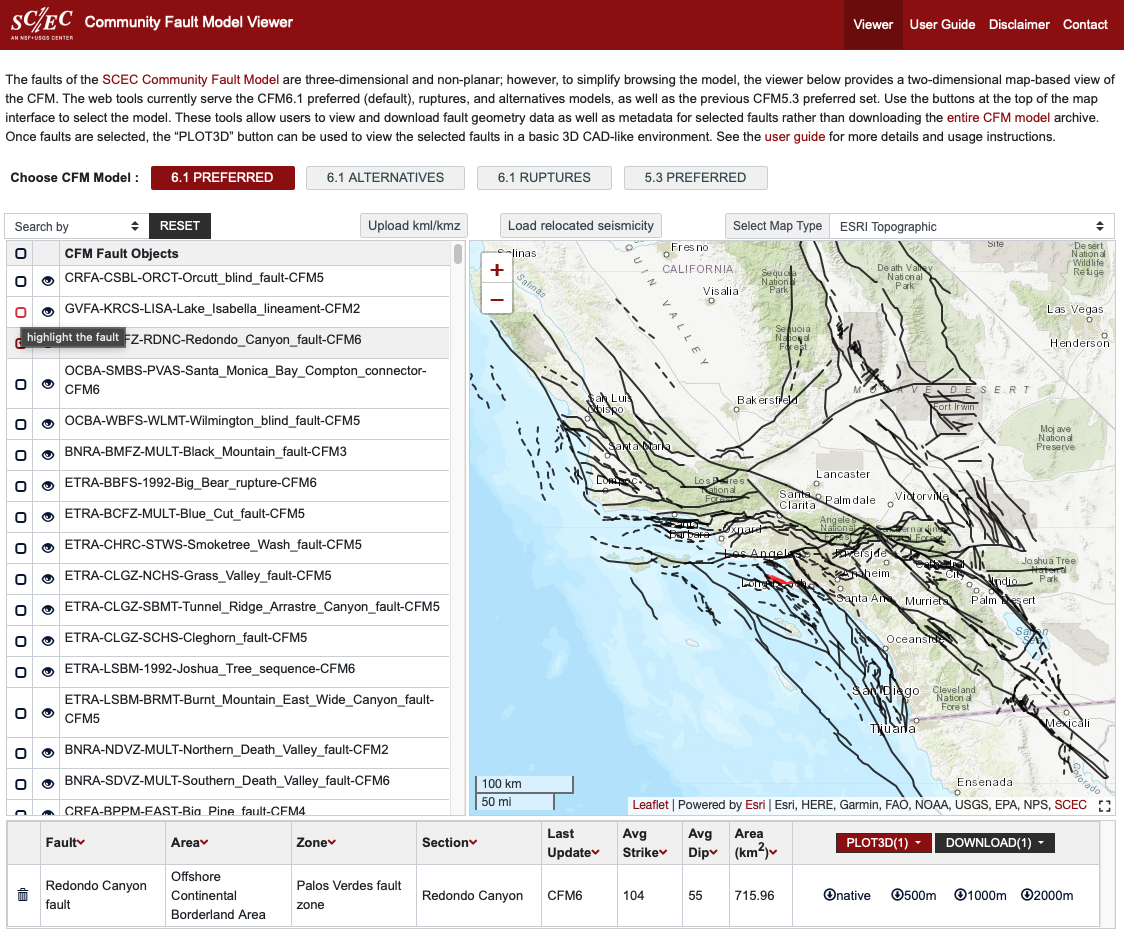 SC/EC
AN NSF+USGS CENTER
Community Fault Model Viewer
Viewer User Guide Disclaimer Contact
The faults of the SCEC Community Fault Model are three-dimensional and non-planar; however, to simplify browsing the model, the viewer below provides a two-dimensional map-based view of
the CFM. The web tools currently serve the CFM6.1 preferred (default), ruptures, and alternatives models, as well as the previous CFM5.3 preferred set. Use the buttons at the top of the map
interface to select the model. These tools allow users to view and download fault geometry data as well as metadata for selected faults rather than downloading the entire CFM model archive.
Once faults are selected, the “PLOT3D” button can be used to view the selected faults in a basic 3D CAD-like environment. See the user guide for more details and usage instructions.
Choose CFM Model : 6.1 PREFERRED 6.1 ALTERNATIVES 6.1 RUPTURES 5.3 PREFERRED
Search by RESET Upload kml/kmz Load relocated seismicity Select Map Type ESRI Topographic
CFM Fault Objects
CRFA-CSBL-ORCT-Orcutt_blind_fault-CFM5
GVFA-KRCS-LISA-Lake_Isabella_lineament-CFM2
highlight the fault
FZ-RDNC-Redondo_Canyon_fault-CFM6
OCBA-SMBS-PVAS-Santa_Monica_Bay_Compton_connector-
CFM6
OCBA-WBFS-WLMT-Wilmington_blind_fault-CFM5
BNRA-BMFZ-MULT-Black_Mountain_fault-CFM3
ETRA-BBFS-1992-Big_Bear_rupture-CFM6
ETRA-BCFZ-MULT-Blue_Cut_fault-CFM5
ETRA-CHRC-STWS-Smoketree_Wash_fault-CFM5
ETRA-CLGZ-NCHS-Grass_Valley_fault-CFM5
ETRA-CLGZ-SBMT-Tunnel_Ridge_Arrastre_Canyon_fault-CFM5
ETRA-CLGZ-SCHS-Cleghorn_fault-CFM5
ETRA-LSBM-1992-Joshua_Tree_sequence-CFM6
ETRA-LSBM-BRMT-Burnt_Mountain_East_Wide_Canyon_fault-
CFM5
BNRA-NDVZ-MULT-Northern_Death_Valley_fault-CFM2
BNRA-SDVZ-MULT-Southern_Death_Valley_fault-CFM6
CRFA-BPPM-EAST-Big_Pine_fault-CFM4
+
−
Salinas
Fresno
Site
Desert
National
Wildlife
Refuge
CALIFORNIA
Sequoia
National
Park
Death Valley
National
Park
Salinas
Visalia
Las Vegas
Henderson
Sequoia
National
Forest
QUIN VALLEY
MOJAVE DESERT
San Luis
Obispo
Bakersfield
Fort Irwin
Mojave
National
Preserve
Santa Maria
Lompoc
Los Padres
National
Forest
Lancaster
Santa
Clarita
Palmdale
Victorville
Santa
Barbara
Oxnard
Angeles
National
Forest
San Bernardino
National Forest
Los Angeles
Riverside
Joshua Tree
National
Park
Long Beach
Anaheim
Cathedral
City
Indio
Santa Ana
Murrieta
Palm Desert
Salton
Sea
Oceanside
San Diego
Cleveland
National
Forest
Tijuana
Mexicali
Ensenada
Colorado
100 km
50 mi
Leaflet | Powered by Esri | Esri, HERE, Garmin, FAO, NOAA, USGS, EPA, NPS, SCEC
Fault Area Zone Section Last Update Avg Strike Avg Dip Area (km2) PLOT3D(1) DOWNLOAD(1)
Redondo Canyon fault
Offshore Continental Borderland Area
Palos Verdes fault zone
Redondo Canyon
CFM6
104
55
715.96
native 500m 1000m 2000m